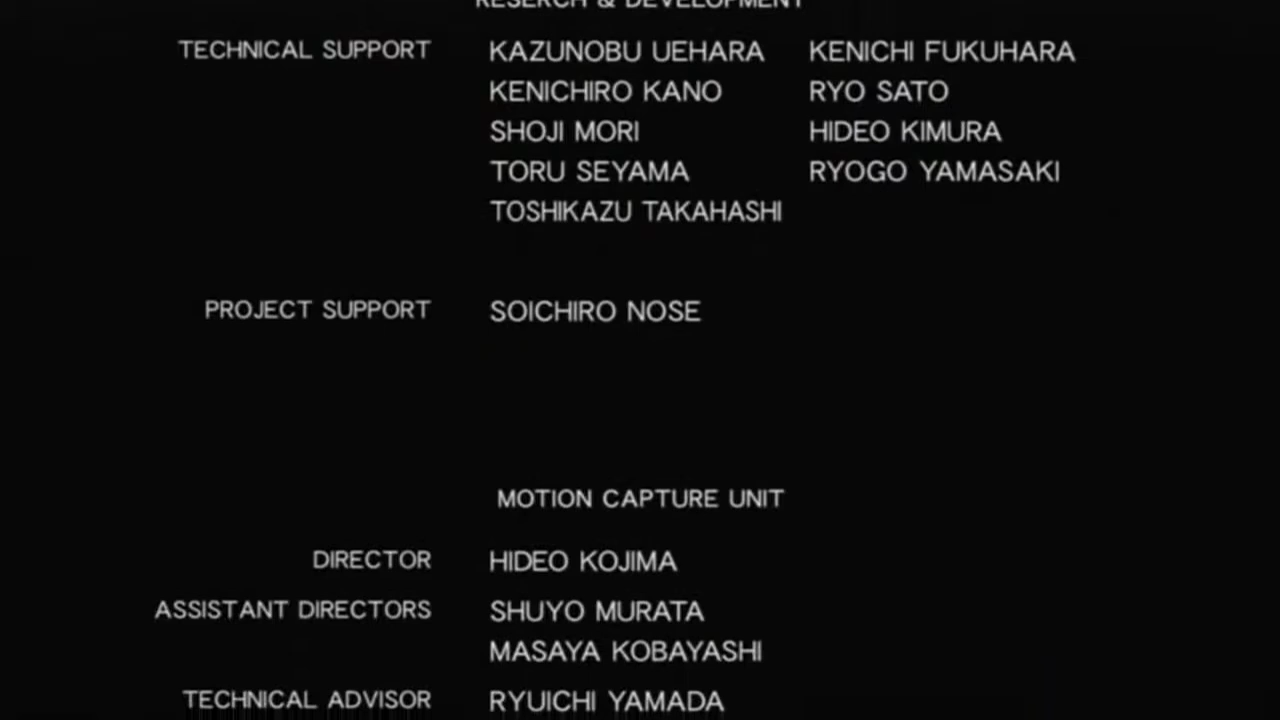 RESERCH & DEVELOPMENT
TECHNICAL SUPPORT KAZUNOBU UEHARA KENICHI FUKUHARA
KENICHIRO KANO RYO SATO
SHOJI MORI HIDEO KIMURA
TORU SEYAMA RYOGO YAMASAKI
TOSHIKAZU TAKAHASHI
PROJECT SUPPORT SOICHIRO NOSE
MOTION CAPTURE UNIT
DIRECTOR HIDEO KOJIMA
ASSISTANT DIRECTORS SHUYO MURATA
MASAYA KOBAYASHI
TECHNICAL ADVISOR RYUICHI YAMADA